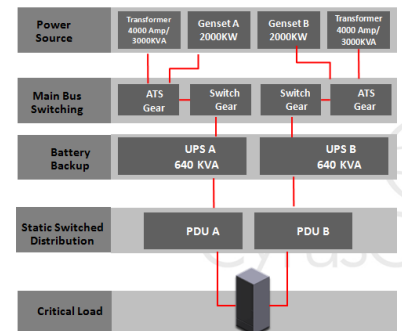 Power
Source
Transformer
4000 Amp/
3000KVA
Genset A
2000KW
Genset B
2000KW
Transformer
4000 Amp/
3000KVA
Main Bus
Switching
ATS
Gear
Switch
Gear
Switch
Gear
ATS
Gear
Battery
Backup
UPS A
640 KVA
UPS B
640 KVA
Static Switched
Distribution
PDU A
PDU B
Critical Load